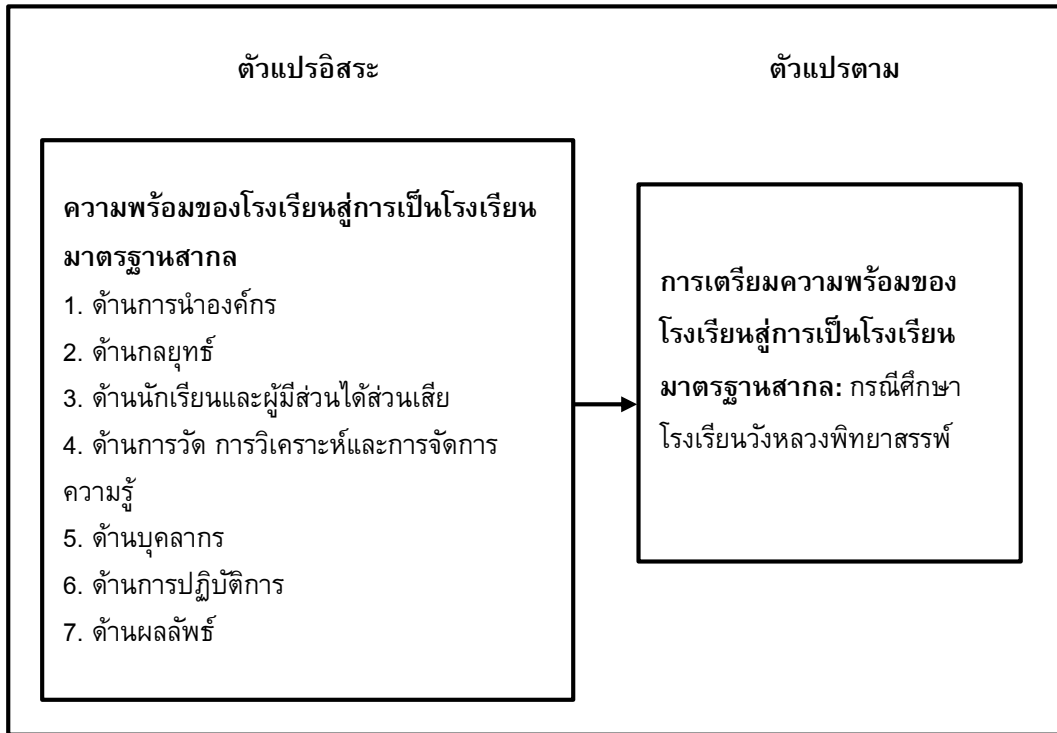 ตัวแปรอิสระ
ตัวแปรตาม
ความพร้อมของโรงเรียนสู่การเป็นโรงเรียน
มาตรฐานสากล
1. ด้านการนำองค์กร
2. ด้านกลยุทธ์
3. ด้านนักเรียนและผู้มีส่วนได้ส่วนเสีย
4. ด้านการวัด การวิเคราะห์และการจัดการ
ความรู้
5. ด้านบุคลากร
6. ด้านการปฏิบัติการ
7. ด้านผลลัพธ์
การเตรียมความพร้อมของ
โรงเรียนสู่การเป็นโรงเรียน
มาตรฐานสากล: กรณีศึกษา
โรงเรียนวังหลวงพิทยาสรรพ์